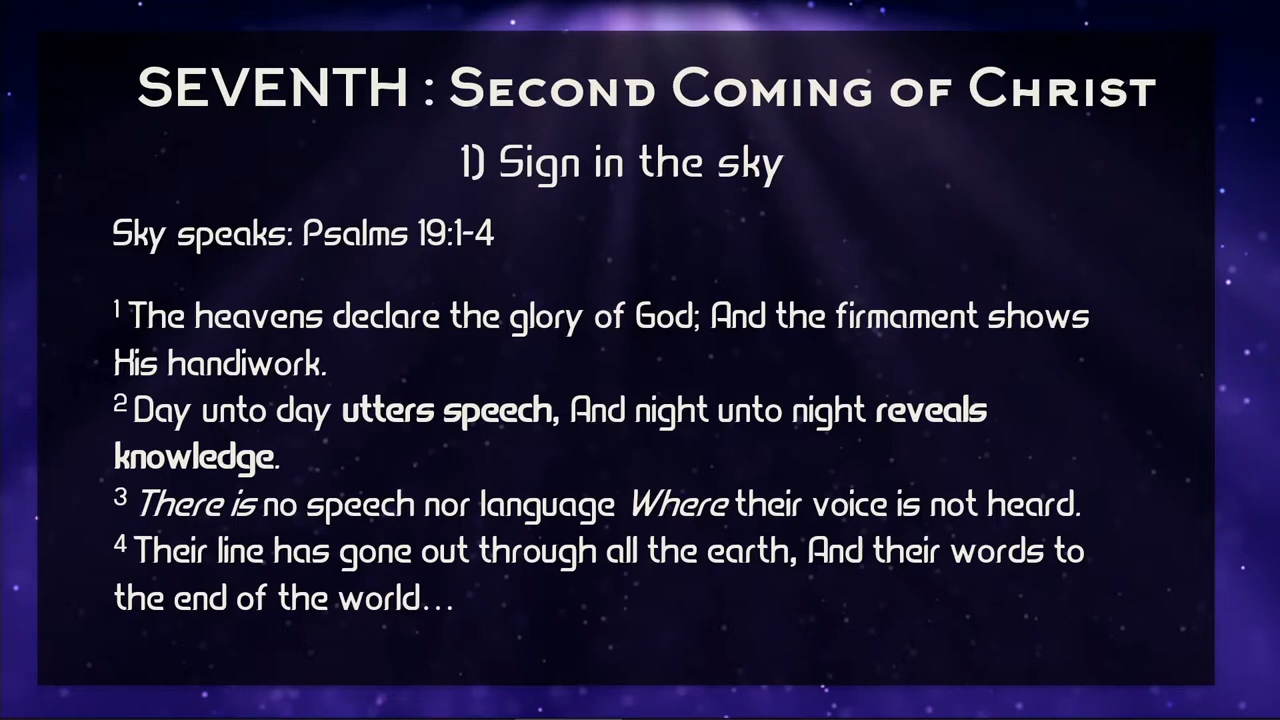 SEVENTH : Second Coming of Christ
1) Sign in the sky
Sky speaks: Psalms 19:1-4
1 The heavens declare the glory of God; And the firmament shows
His handiwork.
2 Day unto day utters speech, And night unto night reveals
knowledge.
3 There is no speech nor language Where their voice is not heard.
4 Their line has gone out through all the earth, And their words to
the end of the world…